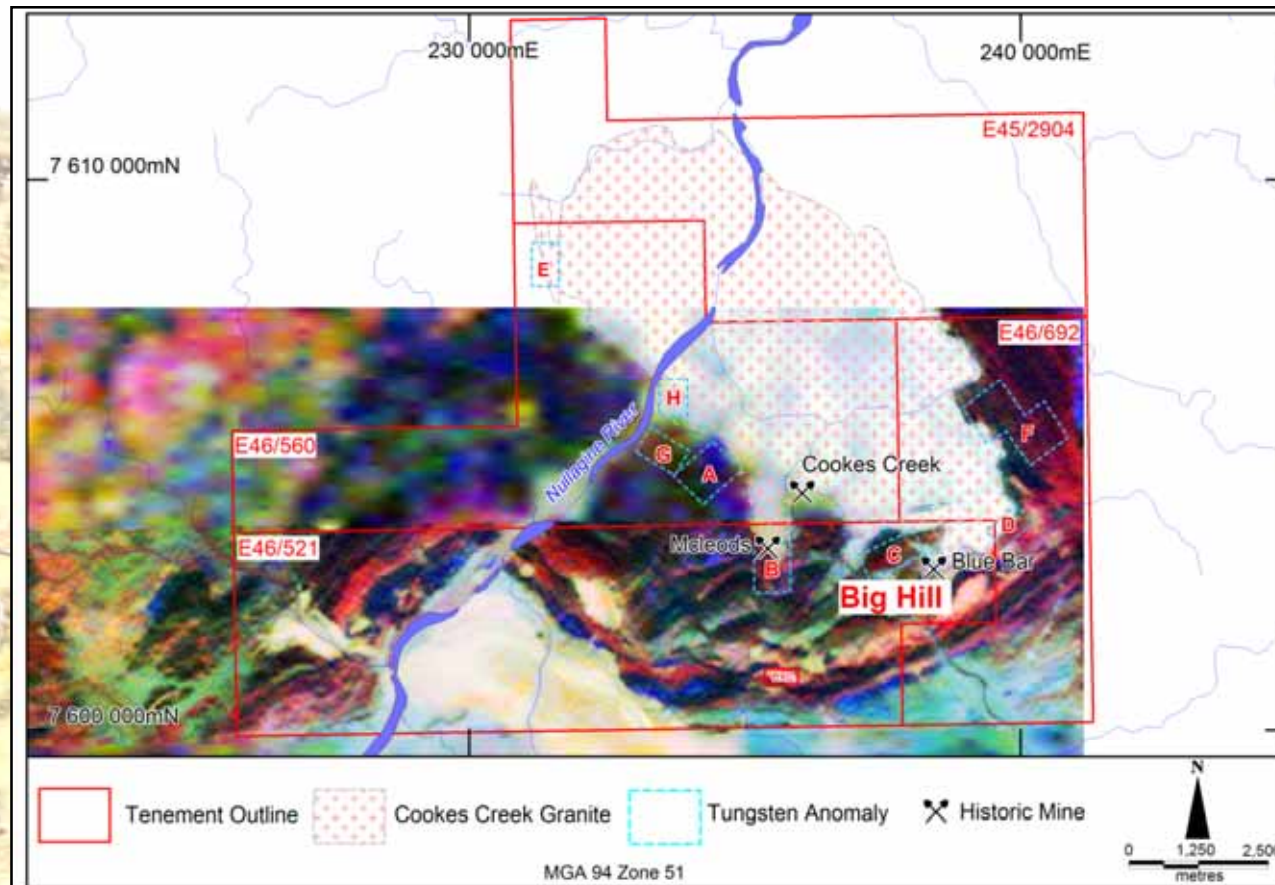 230 000mE
240 000mE
E45/2904
7 610 000mN
E
E46/692
H
F
E46/560
Nullagine River
G
A
Cookes Creek
E46/521
D
Mcleods
C
B
Blue Bar
Big Hill
7 600 000mN
N
Tenement Outline
Cookes Creek Granite
Tungsten Anomaly
Historic Mine
0 1,250 2,500
metres
MGA 94 Zone 51